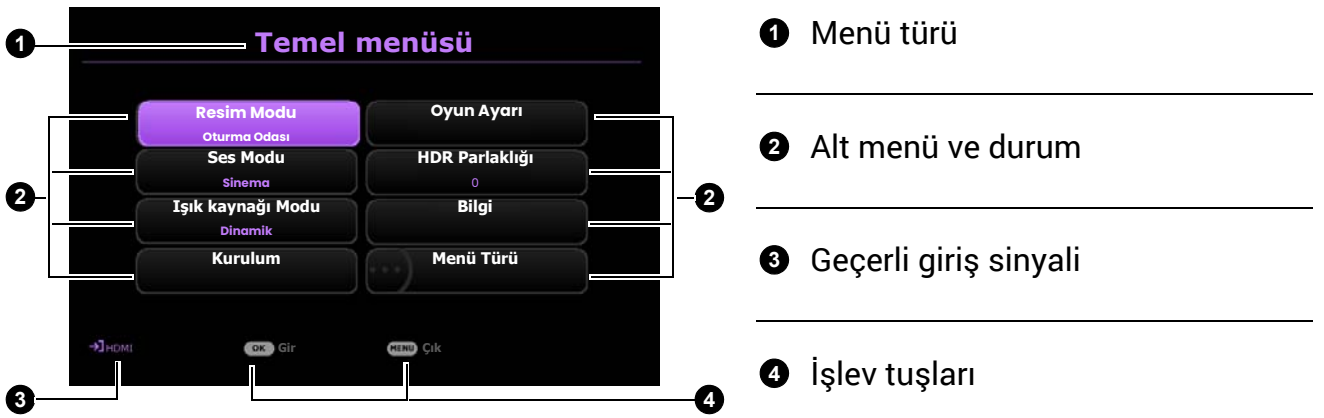 1 Temel menüsü
Resim Modu
Oturma Odası
Oyun Ayarı
Ses Modu
Sinema
HDR Parlaklığı
0
2
2
Işık kaynağı Modu
Dinamik
Bilgi
Kurulum
Menü Türü
HDMI
OK Gir
MENU Çık
3
4
1 Menü türü
2 Alt menü ve durum
3 Geçerli giriş sinyali
4 İşlev tuşları